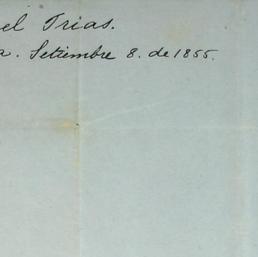 el Trias.
a. Setiembre 8. de 1855.